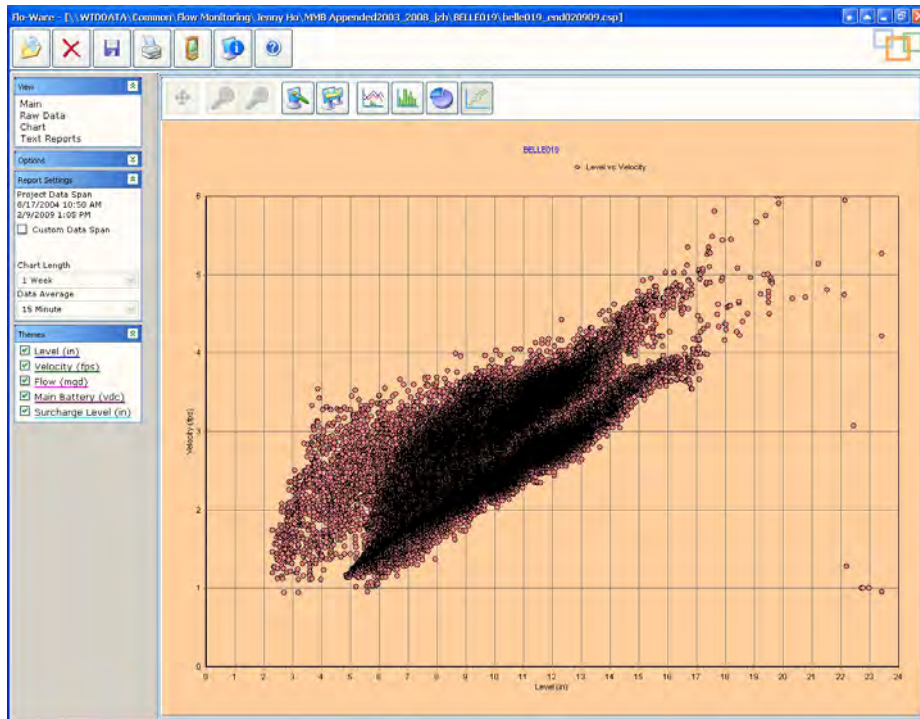 Flo-Ware - [\\WTDDATA\Common\Flow Monitoring\Jenny Ho\MMB Appended2003_2008_jzh\BELLE019\belle019_end020909.csp]
View
Main
Raw Data
Chart
Text Reports
Options
Report Settings
Project Data Span
6/17/2004 10:50 AM
2/9/2009 1:05 PM
Custom Data Span
Chart Length
1 Week
Data Average
15 Minute
Themes
Level (in)
Velocity (fps)
Flow (mgd)
Main Battery (vdc)
Surcharge Level (in)
BELLE019
Level vs Velocity
6
5
4
3
2
1
0
Velocity (fps)
0 1 2 3 4 5 6 7 8 9 10 11 12 13 14 15 16 17 18 19 20 21 22 23 24
Level (in)